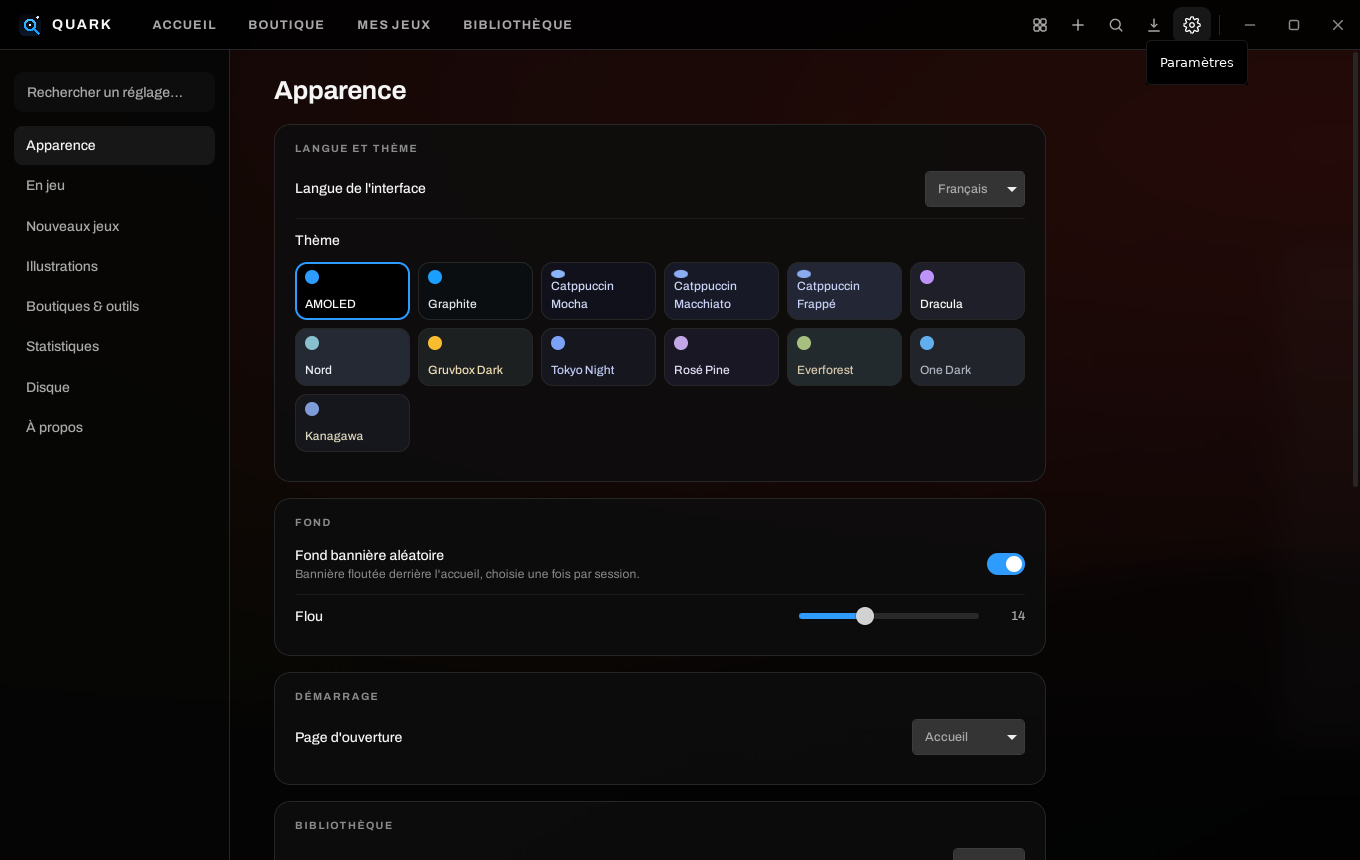 QUARK
ACCUEIL
BOUTIQUE
MES JEUX
BIBLIOTHÈQUE
Paramètres
Rechercher un réglage...
Apparence
En jeu
Nouveaux jeux
Illustrations
Boutiques & outils
Statistiques
Disque
À propos
Apparence
LANGUE ET THÈME
Langue de l'interface
Français
Thème
AMOLED
Graphite
Catppuccin
Mocha
Catppuccin
Macchiato
Catppuccin
Frappé
Dracula
Nord
Gruvbox Dark
Tokyo Night
Rosé Pine
Everforest
One Dark
Kanagawa
FOND
Fond bannière aléatoire
Bannière floutée derrière l'accueil, choisie une fois par session.
Flou
14
DÉMARRAGE
Page d'ouverture
Accueil
BIBLIOTHÈQUE